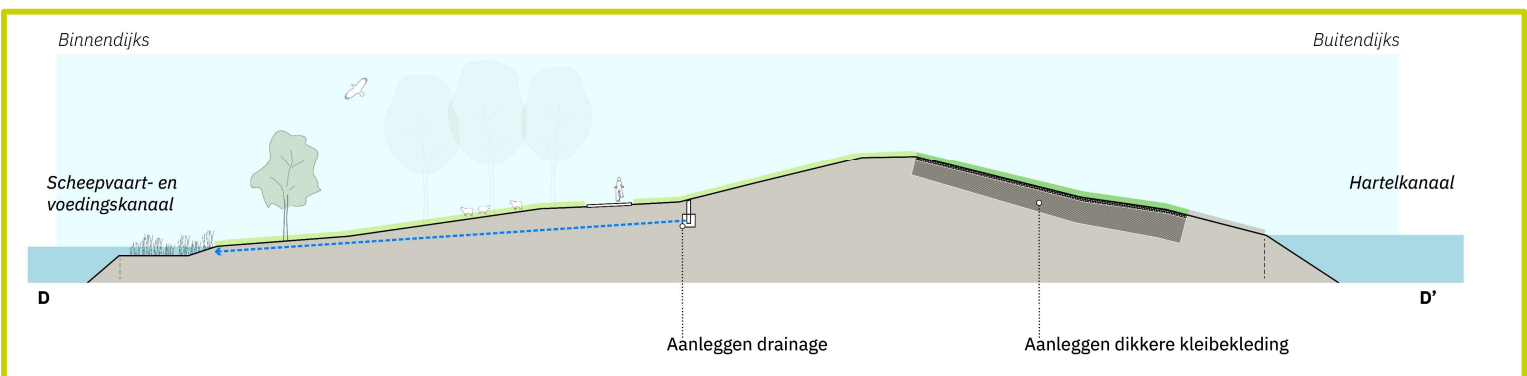 Binnendijks
Buitendijks
Scheepvaart- en
voedingskanaal
Hartelkanaal
D
D’
Aanleggen drainage
Aanleggen dikkere kleibekleding